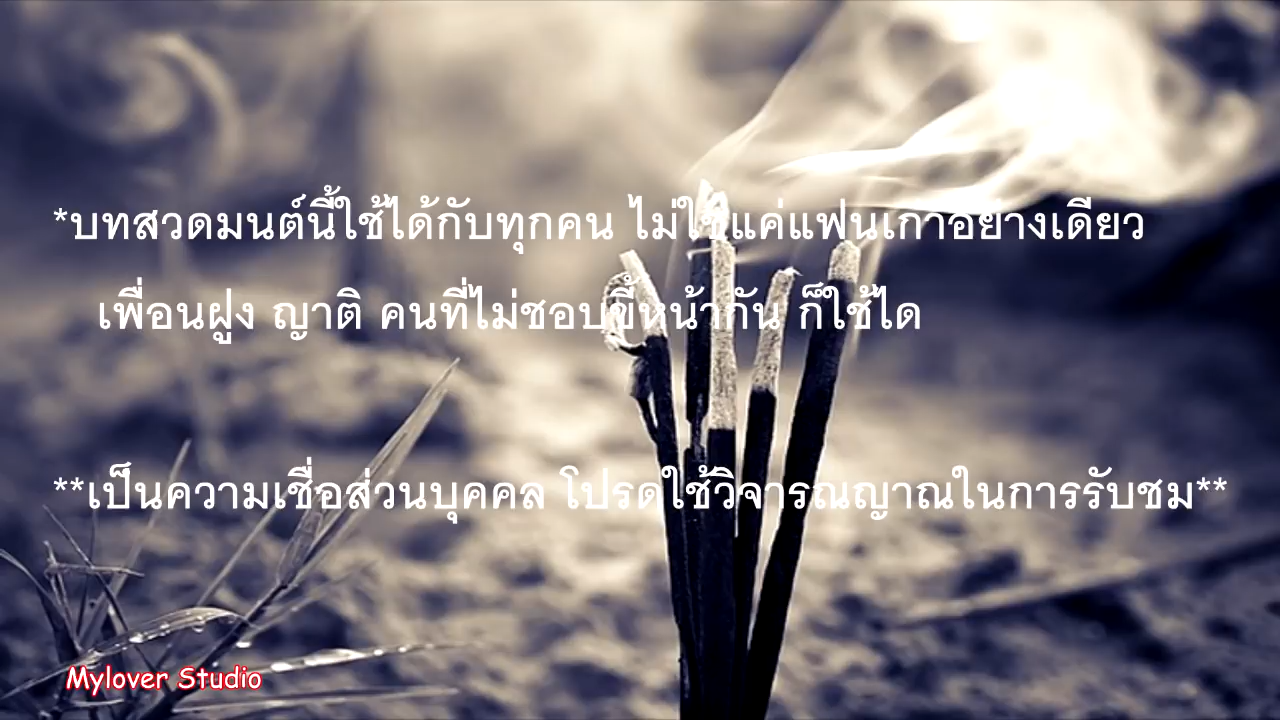 *บทสวดมนต์นี้ใช้ได้กับทุกคน ไม่ใช่แค่แฟนเก่าอย่างเดียว
เพื่อนฝูง ญาติ คนที่ไม่ชอบขี้หน้ากัน ก็ใช้ได
**เป็นความเชื่อส่วนบุคคล โปรดใช้วิจารณญาณในการรับชม**
Mylover Studio